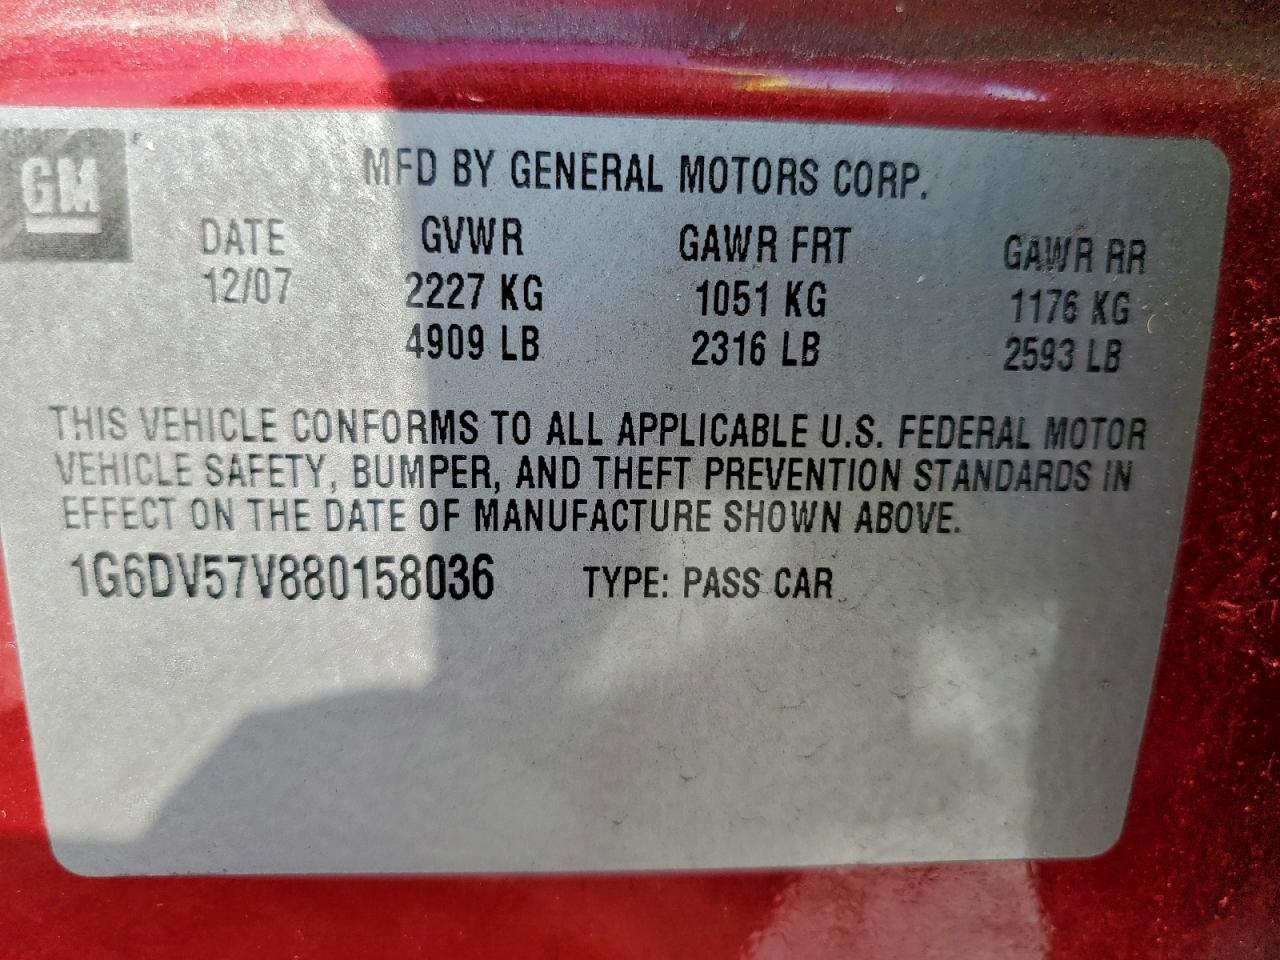 GM
MFD BY GENERAL MOTORS CORP.
DATE GVWR GAWR FRT GAWR RR
12/07 2227 KG 1051 KG 1176 KG
4909 LB 2316 LB 2593 LB
THIS VEHICLE CONFORMS TO ALL APPLICABLE U.S. FEDERAL MOTOR
VEHICLE SAFETY, BUMPER, AND THEFT PREVENTION STANDARDS IN
EFFECT ON THE DATE OF MANUFACTURE SHOWN ABOVE.
1G6DV57V880158036 TYPE: PASS CAR